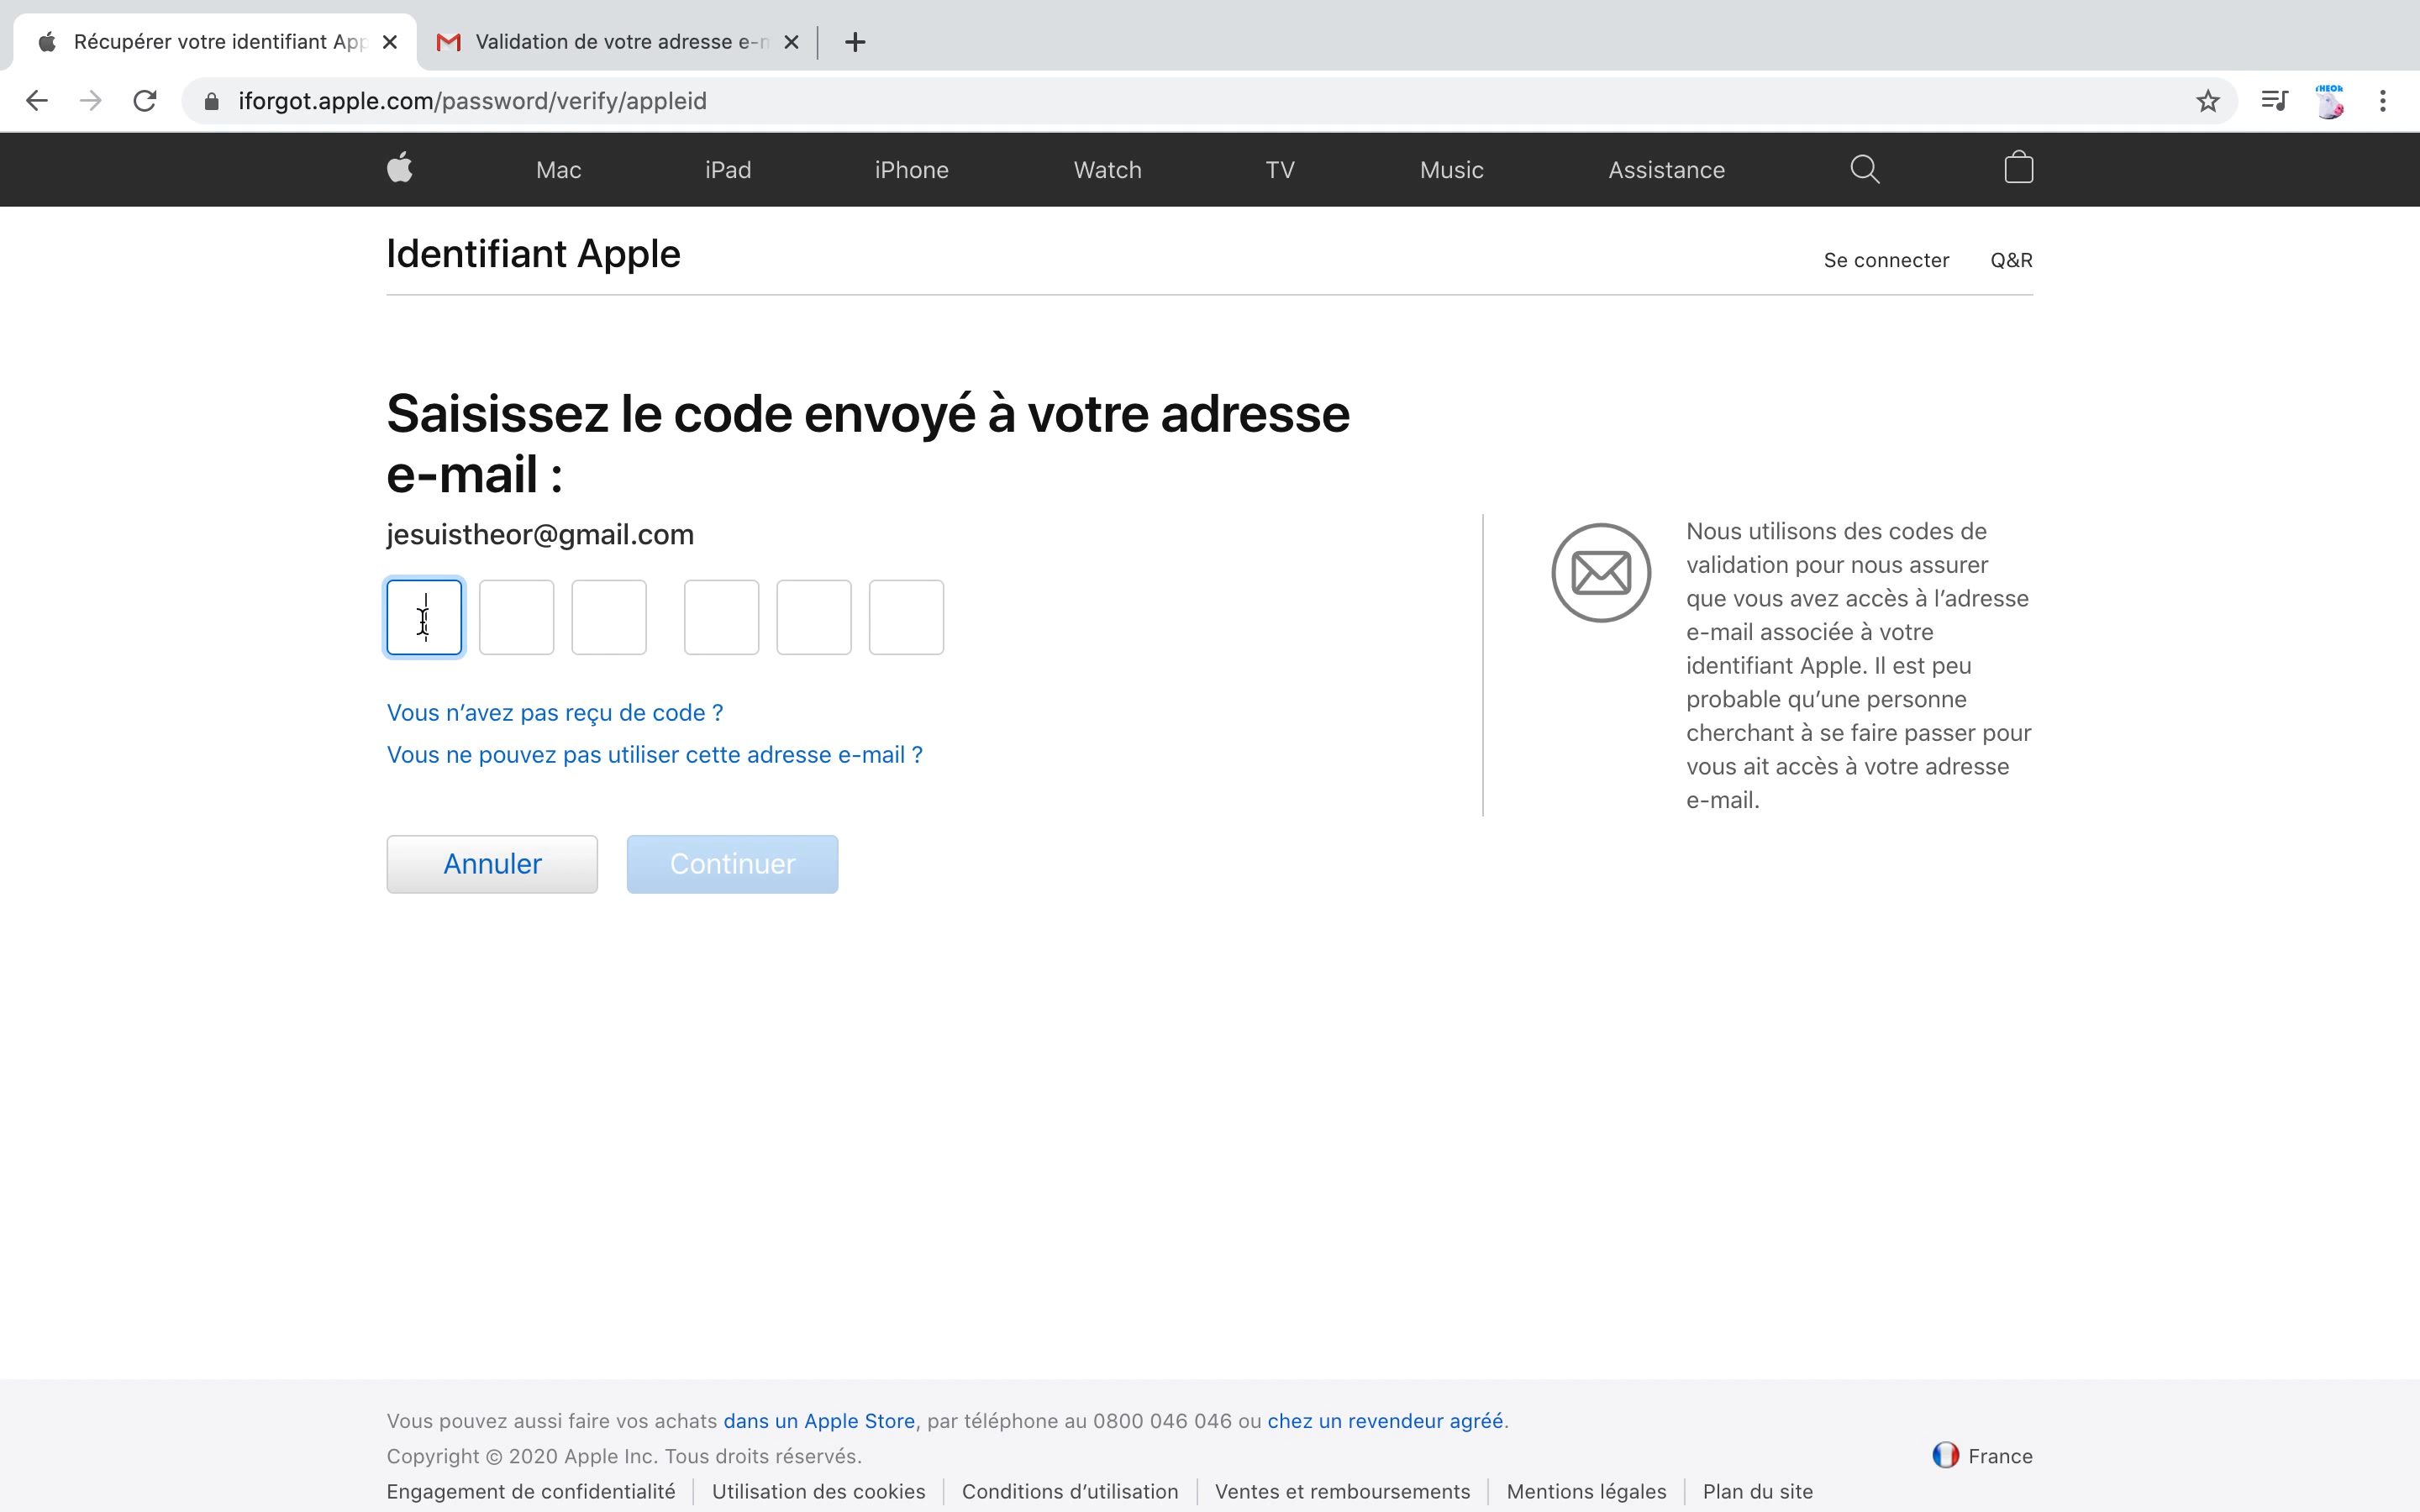 Récupérer votre identifiant App
Validation de votre adresse e-m
iforgot.apple.com/password/verify/appleid
THEOR
Mac iPad iPhone Watch TV Music Assistance
Identifiant Apple
Se connecter Q&R
Saisissez le code envoyé à votre adresse
e-mail :
jesuistheor@gmail.com
Vous n’avez pas reçu de code ?
Vous ne pouvez pas utiliser cette adresse e-mail ?
Annuler Continuer
Nous utilisons des codes de
validation pour nous assurer
que vous avez accès à l’adresse
e-mail associée à votre
identifiant Apple. Il est peu
probable qu’une personne
cherchant à se faire passer pour
vous ait accès à votre adresse
e-mail.
Vous pouvez aussi faire vos achats dans un Apple Store, par téléphone au 0800 046 046 ou chez un revendeur agréé.
Copyright © 2020 Apple Inc. Tous droits réservés.
France
Engagement de confidentialité Utilisation des cookies Conditions d’utilisation Ventes et remboursements Mentions légales Plan du site